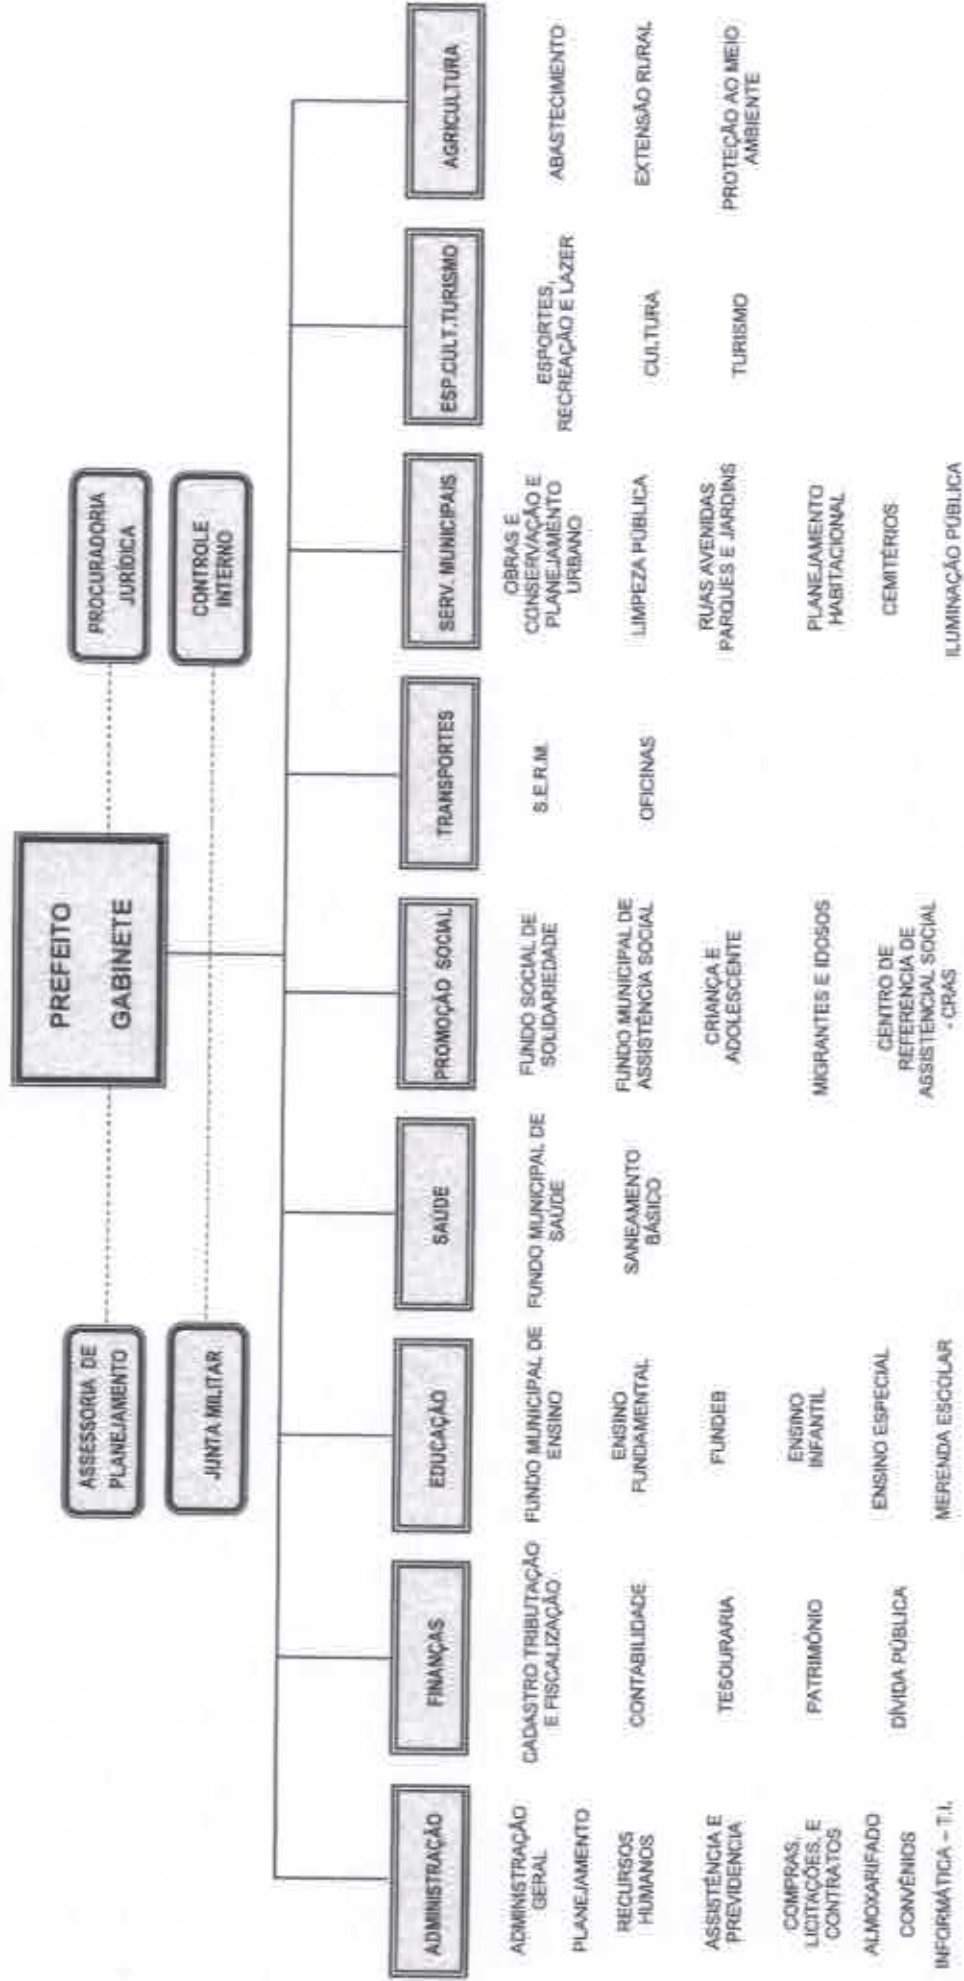 PREFEITO
GABINETE
ASSESSORIA DE
PLANEJAMENTO
PROCURADORIA
JURÍDICA
JUNTA MILITAR
CONTROLE
INTERNO
ADMINISTRAÇÃO
ADMINISTRAÇÃO
GERAL
PLANEJAMENTO
RECURSOS
HUMANOS
ASSISTÊNCIA E
PREVIDENCIA
COMPRAS,
LICITAÇÕES, E
CONTRATOS
ALMOXARIFADO
CONVÊNIOS
INFORMÁTICA – T.I.
FINANÇAS
CADASTRO TRIBUTAÇÃO
E FISCALIZAÇÃO
CONTABILIDADE
TESOURARIA
PATRIMÔNIO
DÍVIDA PÚBLICA
EDUCAÇÃO
FUNDO MUNICIPAL DE
ENSINO
ENSINO
FUNDAMENTAL
FUNDEB
ENSINO
INFANTIL
ENSINO ESPECIAL
MERENDA ESCOLAR
SAÚDE
FUNDO MUNICIPAL DE
SAÚDE
SANEAMENTO
BÁSICO
PROMOÇÃO SOCIAL
FUNDO SOCIAL DE
SOLIDARIEDADE
FUNDO MUNICIPAL DE
ASSISTÊNCIA SOCIAL
CRIANÇA E
ADOLESCENTE
MIGRANTES E IDOSOS
CENTRO DE
REFERENCIA DE
ASSISTENCIAL SOCIAL
- CRAS
TRANSPORTES
S.E.R.M.
OFICINAS
SERV. MUNICIPAIS
OBRAS E
CONSERVAÇÃO E
PLANEJAMENTO
URBANO
LIMPEZA PÚBLICA
RUAS AVENIDAS
PARQUES E JARDINS
PLANEJAMENTO
HABITACIONAL
CEMITÉRIOS
ILUMINAÇÃO PÚBLICA
ESP.CULT.TURISMO
ESPORTES,
RECREAÇÃO E LAZER
CULTURA
TURISMO
AGRICULTURA
ABASTECIMENTO
EXTENSÃO RURAL
PROTEÇÃO AO MEIO
AMBIENTE